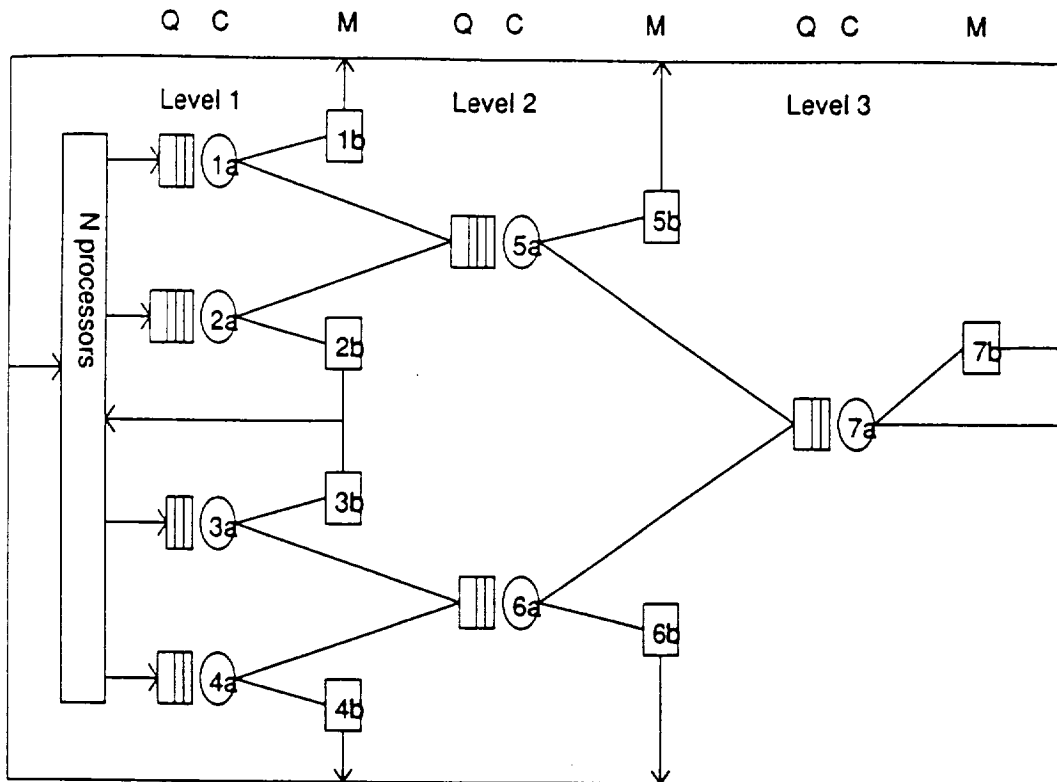 Q C M Q C M Q C M
Level 1 Level 2 Level 3
1a 1b
N processors
5a 5b
2a 2b
7a 7b
3a 3b
6a 6b
4a 4b